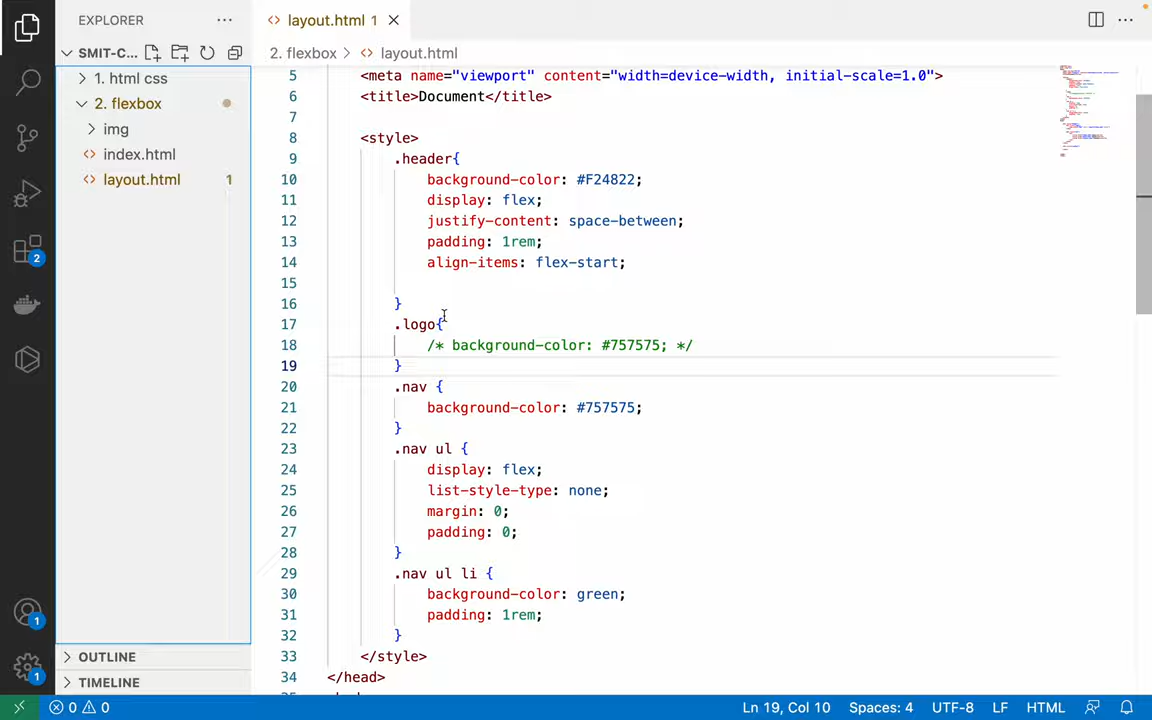 EXPLORER
layout.html 1
SMIT-C...
2. flexbox > layout.html
1. html css
2. flexbox
img
index.html
layout.html 1
5 <meta name="viewport" content="width=device-width, initial-scale=1.0">
6 <title>Document</title>
7
8 <style>
9 .header{
10 background-color: #F24822;
11 display: flex;
12 justify-content: space-between;
13 padding: 1rem;
14 align-items: flex-start;
15
16 }
17 .logo{
18 /* background-color: #757575; */
19 }
20 .nav {
21 background-color: #757575;
22 }
23 .nav ul {
24 display: flex;
25 list-style-type: none;
26 margin: 0;
27 padding: 0;
28 }
29 .nav ul li {
30 background-color: green;
31 padding: 1rem;
32 }
33 </style>
34 </head>
2
1
1
OUTLINE
TIMELINE
0 0
Ln 19, Col 10
Spaces: 4
UTF-8
LF
HTML